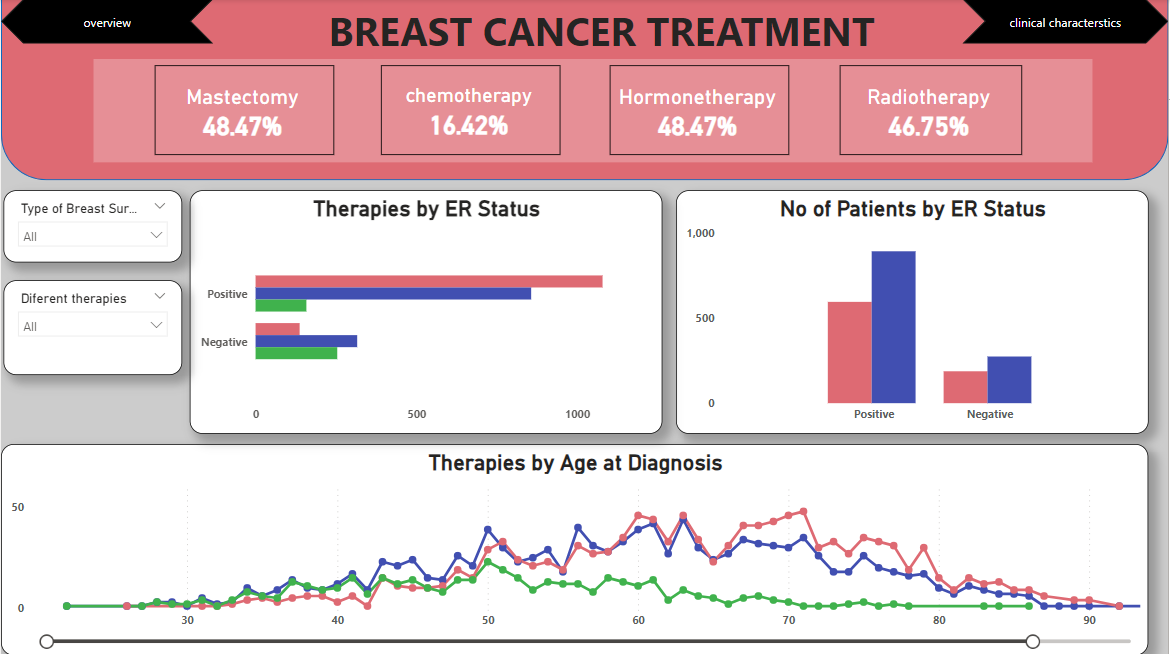 overview
BREAST CANCER TREATMENT
clinical characterstics
Mastectomy
48.47%
chemotherapy
16.42%
Hormonetherapy
48.47%
Radiotherapy
46.75%
Type of Breast Sur...
All
Diferent therapies
All
Therapies by ER Status
Positive
Negative
0 500 1000
No of Patients by ER Status
1,000
500
0
Positive Negative
Therapies by Age at Diagnosis
50
0
30 40 50 60 70 80 90